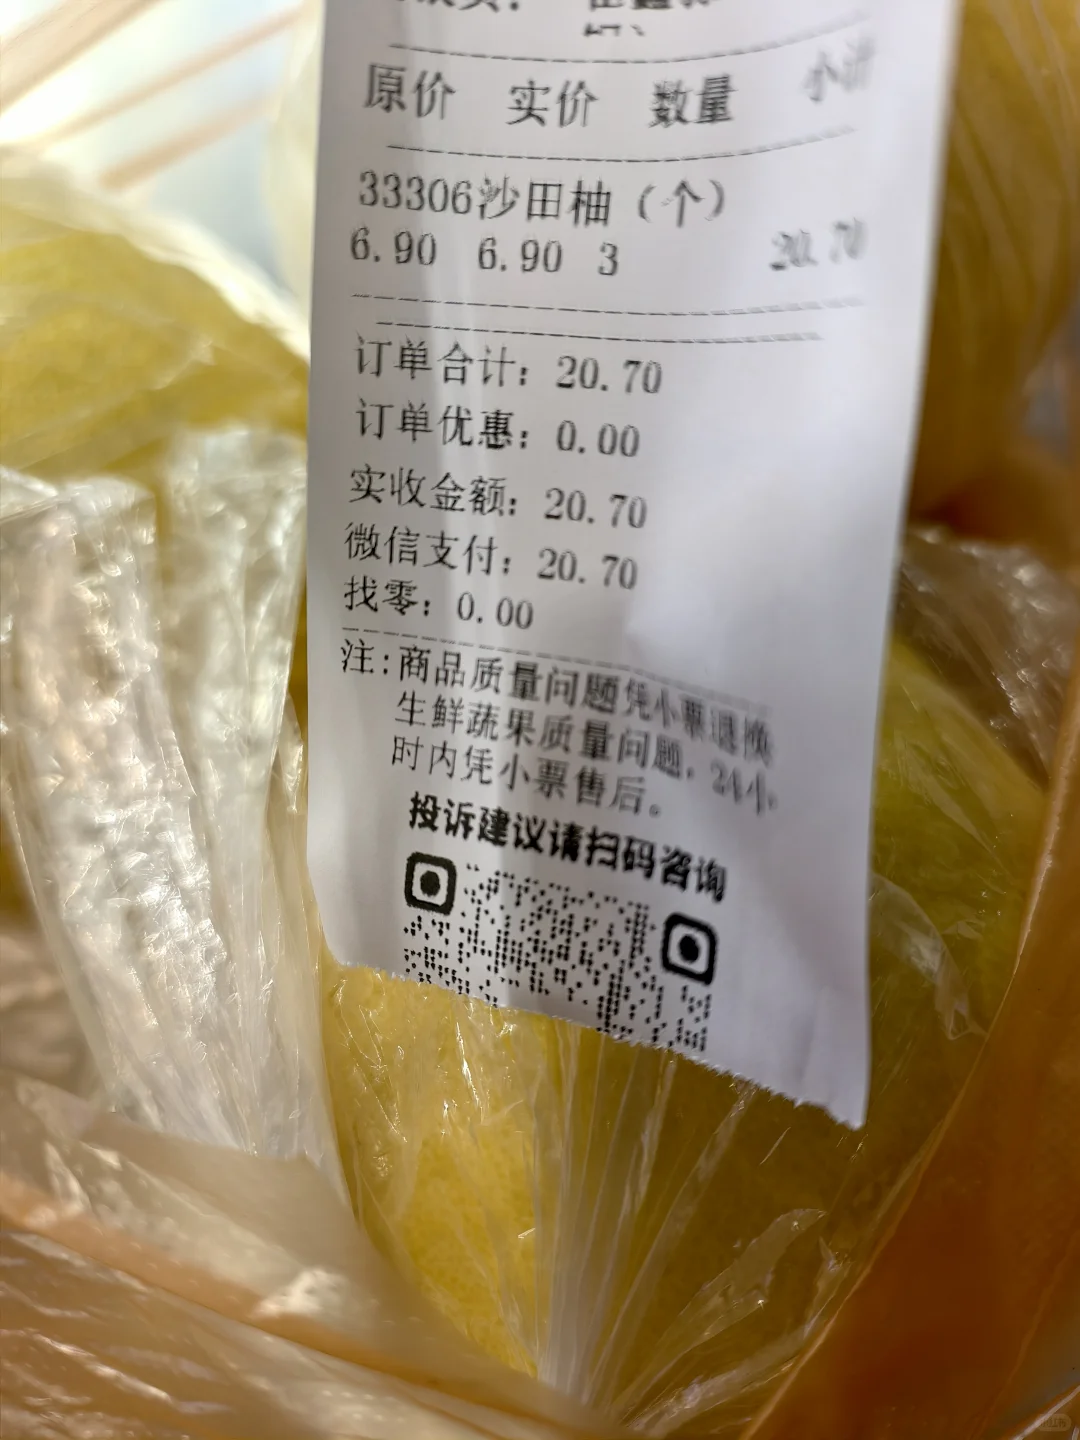 原价 实价 数量 小计
33306沙田柚（个）
6.90 6.90 3 20.70
订单合计: 20.70
订单优惠: 0.00
实收金额: 20.70
微信支付: 20.70
找零: 0.00
注:商品质量问题凭小票退换
生鲜蔬果质量问题，24小
时内凭小票售后。
投诉建议请扫码咨询